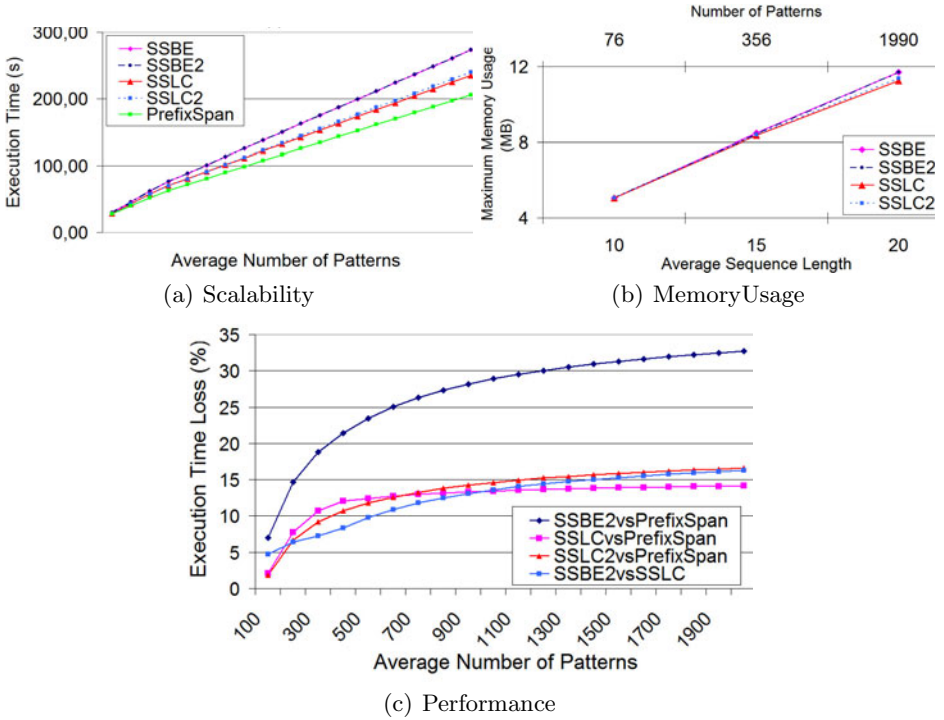 300,00
200,00
100,00
0,00
Execution Time (s)
SSBE
SSBE2
SSLC
SSLC2
PrefixSpan
Average Number of Patterns
(a) Scalability
Number of Patterns
76 356 1990
12
8
4
Maximum Memory Usage
(MB)
SSBE
SSBE2
SSLC
SSLC2
10 15 20
Average Sequence Length
(b) MemoryUsage
35
30
25
20
15
10
5
0
Execution Time Loss (%)
SSBE2vsPrefixSpan
SSLCvsPrefixSpan
SSLC2vsPrefixSpan
SSBE2vsSSLC
100 300 500 700 900 1100 1300 1500 1700 1900
Average Number of Patterns
(c) Performance